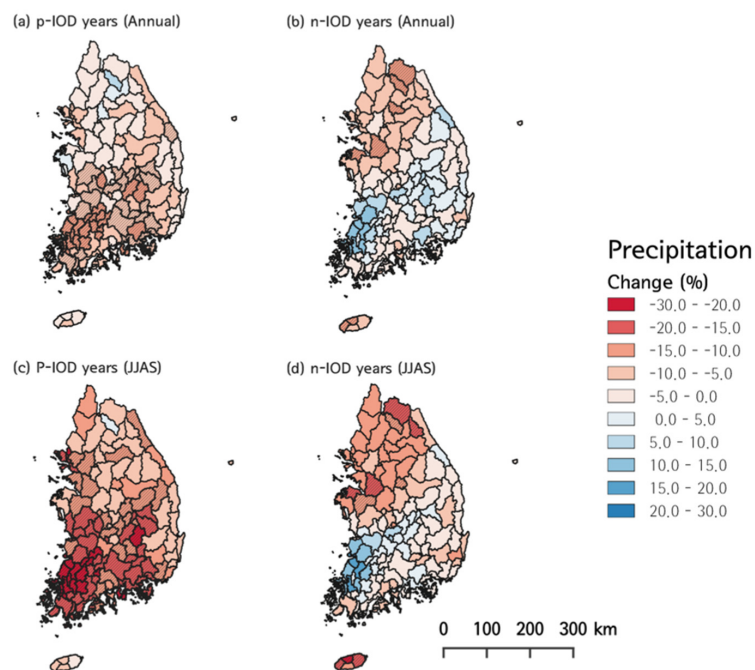 (a) p-IOD years (Annual)
(b) n-IOD years (Annual)
(c) P-IOD years (JJAS)
(d) n-IOD years (JJAS)
Precipitation
Change (%)
-30.0 - -20.0
-20.0 - -15.0
-15.0 - -10.0
-10.0 - -5.0
-5.0 - 0.0
0.0 - 5.0
5.0 - 10.0
10.0 - 15.0
15.0 - 20.0
20.0 - 30.0
0 100 200 300 km